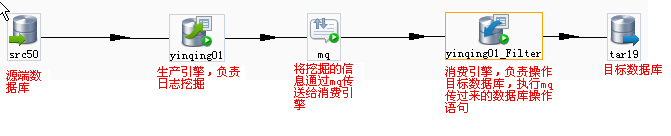 src50
源端数
据库
yinqing01
生产引擎，负责
日志挖掘
mq
将挖掘的信
息通过mq传
送给消费引
擎
yinqing01_Filter
消费引擎，负责操作
目标数据库，执行mq
传过来的数据库操作
语句
tar19
目标数据库